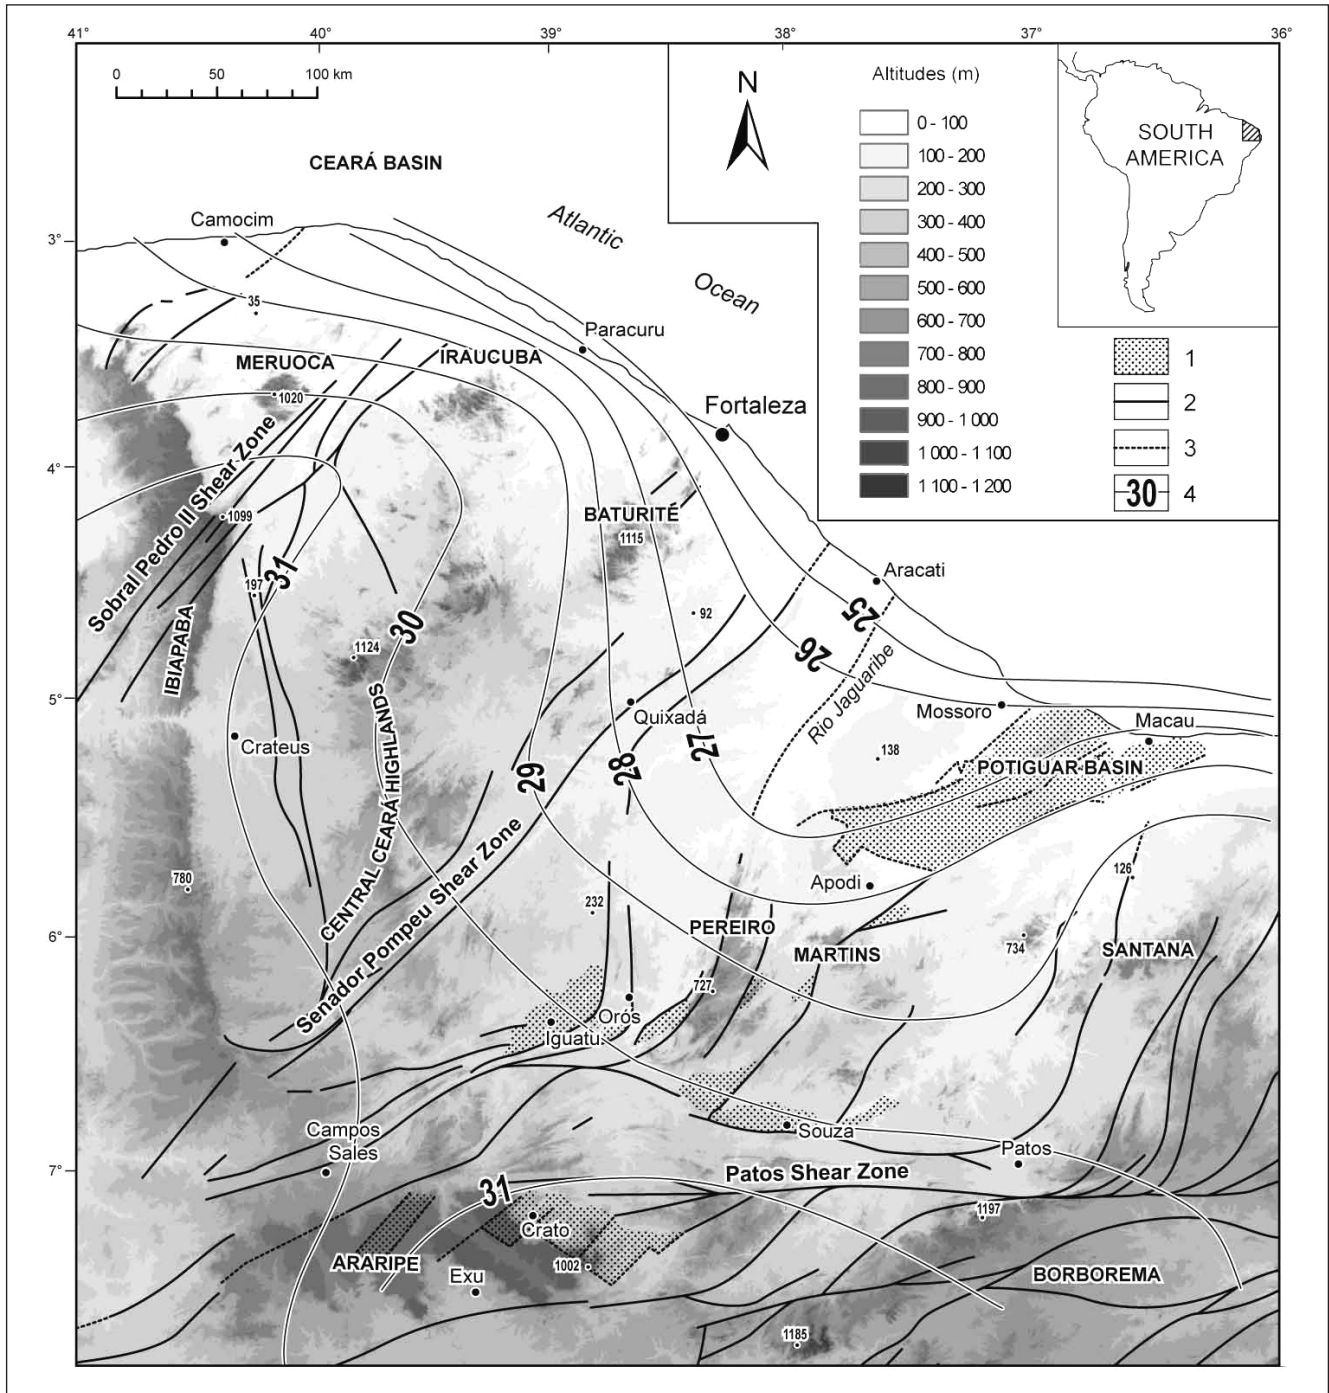 41°
40°
39°
38°
37°
36°
0
50
100 km
N
Altitudes (m)
0 - 100
100 - 200
200 - 300
300 - 400
400 - 500
500 - 600
600 - 700
700 - 800
800 - 900
900 - 1 000
1 000 - 1 100
1 100 - 1 200
SOUTH
AMERICA
1
2
3
30
4
CEARÁ BASIN
Atlantic
Ocean
3°
Camocim
35
Paracuru
MERUOCA
IRAUCUBA
1020
Fortaleza
4°
Sobral Pedro II Shear Zone
1099
BATURITÉ
1115
Aracati
31
197
IBIAPABA
92
25
30
26
1124
Rio Jaguaribe
5°
Crateus
Quixadá
Mossoro
Macau
CENTRAL CEARÁ HIGHLANDS
27
28
29
138
POTIGUAR BASIN
Senador Pompeu Shear Zone
780
Apodi
126
232
6°
PEREIRO
MARTINS
734
SANTANA
727
Orós
Iguatu
Campos
Sales
Souza
Patos
7°
Patos Shear Zone
31
1197
Crato
ARARIPE
1002
Exu
BORBOREMA
1185